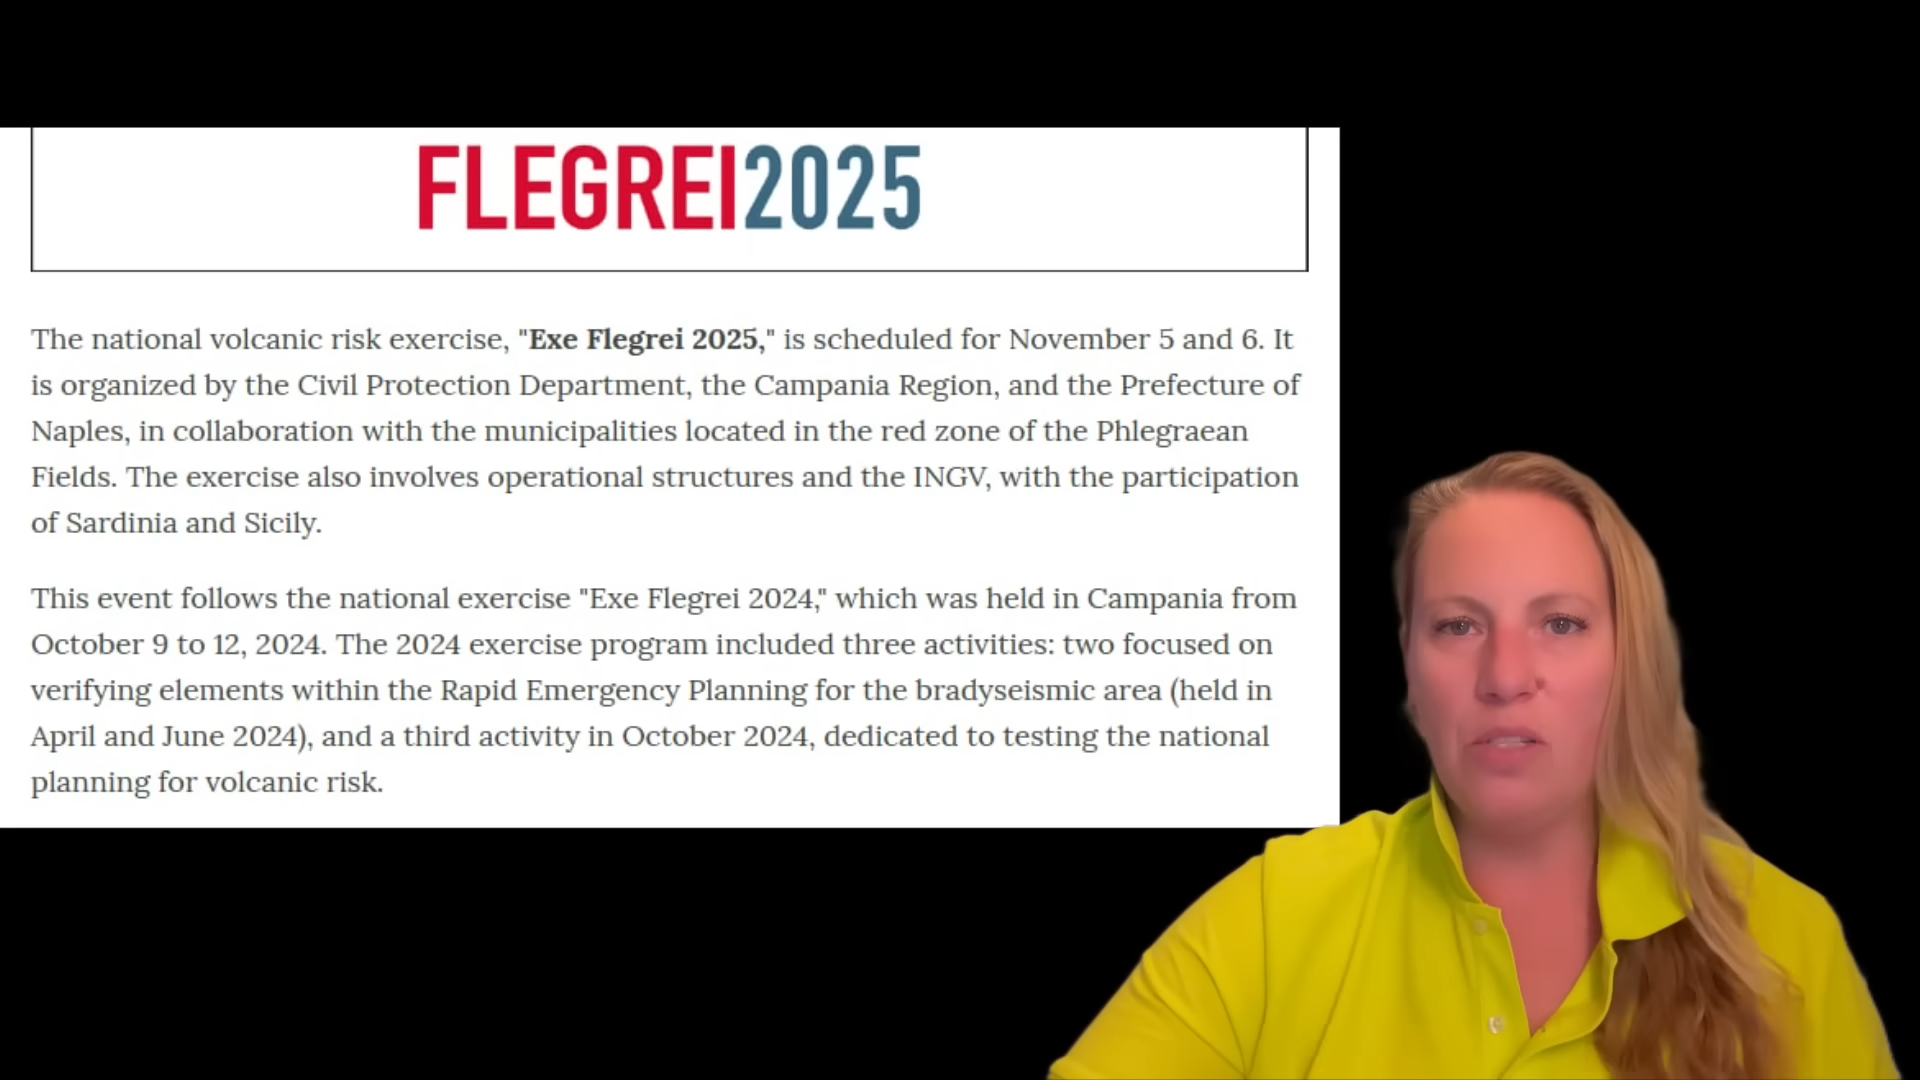 FLEGREI2025
The national volcanic risk exercise, "Exe Flegrei 2025," is scheduled for November 5 and 6. It
is organized by the Civil Protection Department, the Campania Region, and the Prefecture of
Naples, in collaboration with the municipalities located in the red zone of the Phlegraean
Fields. The exercise also involves operational structures and the INGV, with the participation
of Sardinia and Sicily.
This event follows the national exercise "Exe Flegrei 2024," which was held in Campania from
October 9 to 12, 2024. The 2024 exercise program included three activities: two focused on
verifying elements within the Rapid Emergency Planning for the bradyseismic area (held in
April and June 2024), and a third activity in October 2024, dedicated to testing the national
planning for volcanic risk.